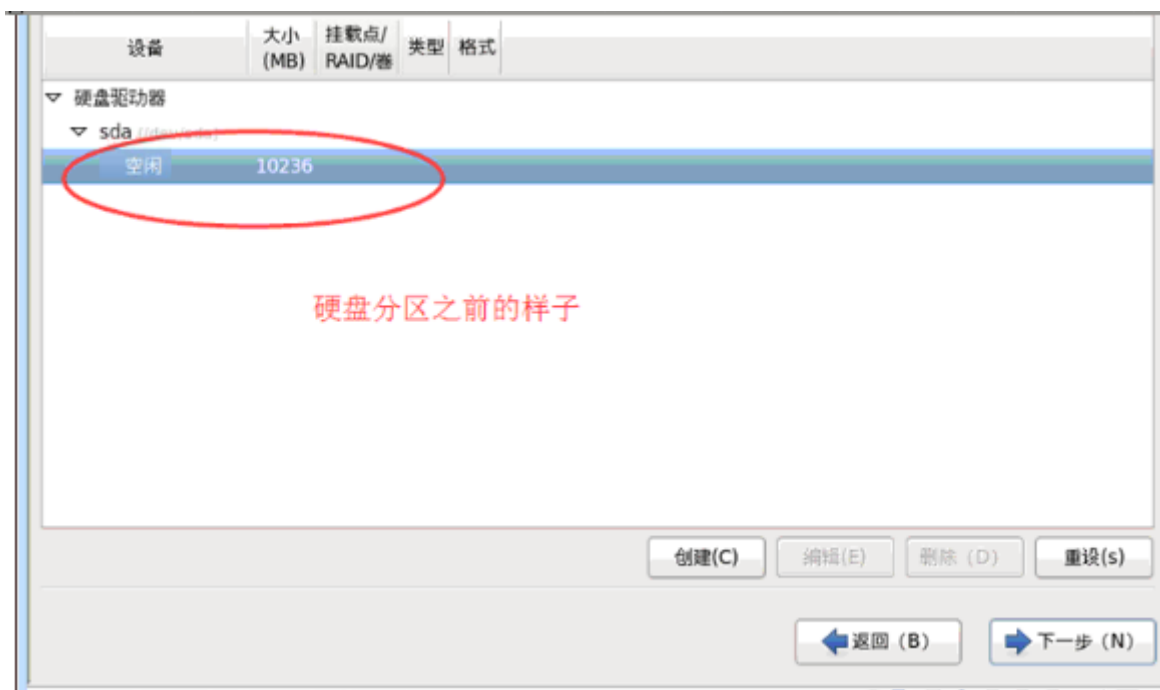 设备 大小 (MB) 挂载点/ RAID/卷 类型 格式
硬盘驱动器
sda (/dev/sda)
空闲 10236
硬盘分区之前的样子
创建(C) 编辑(E) 删除 (D) 重设(s)
返回 (B) 下一步 (N)